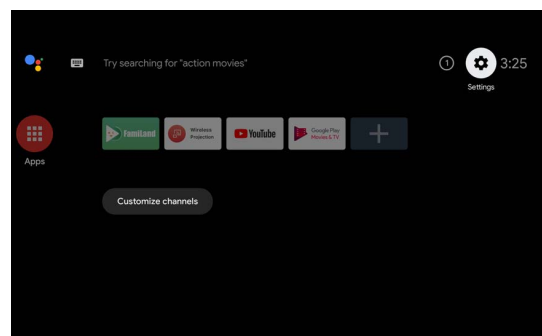 Try searching for "action movies"
1
3:25
Settings
Apps
FamiLand
Wireless
Projection
YouTube
Google Play
Movies & TV
Customize channels